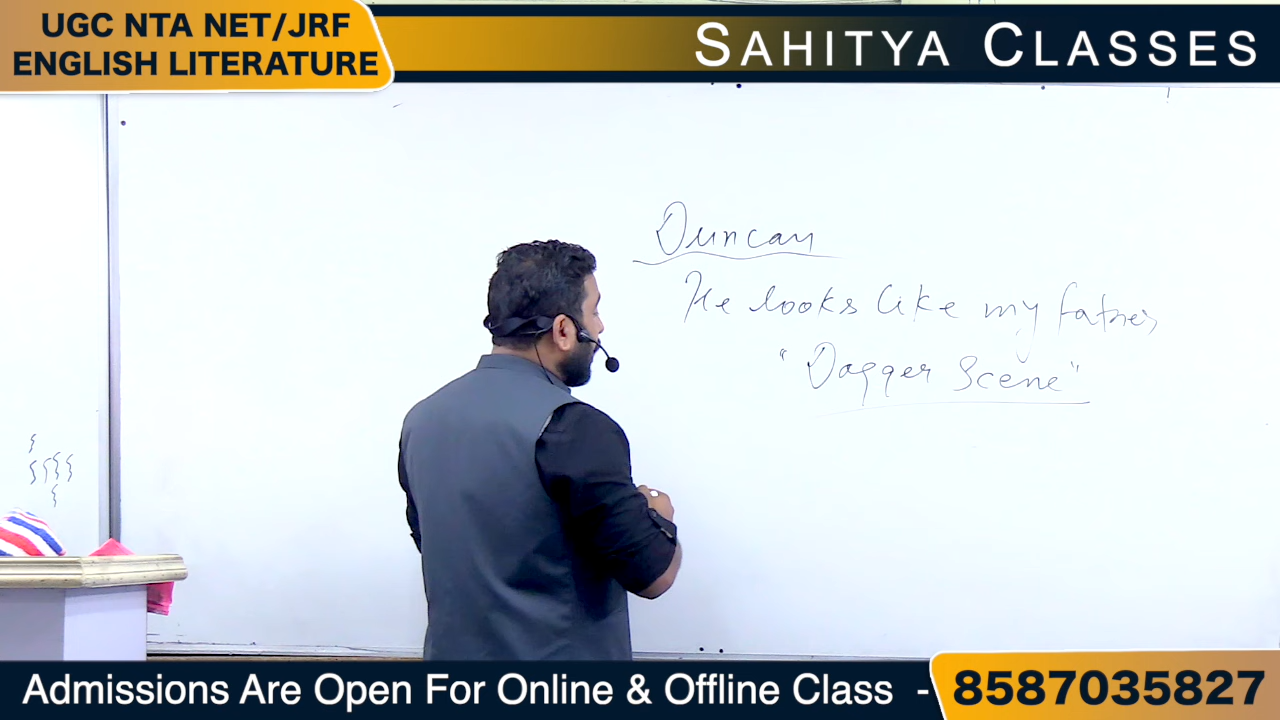 UGC NTA NET/JRF
ENGLISH LITERATURE
SAHITYA CLASSES
Duncan
He looks like my father
"Dagger Scene"
Admissions Are Open For Online & Offline Class - 8587035827